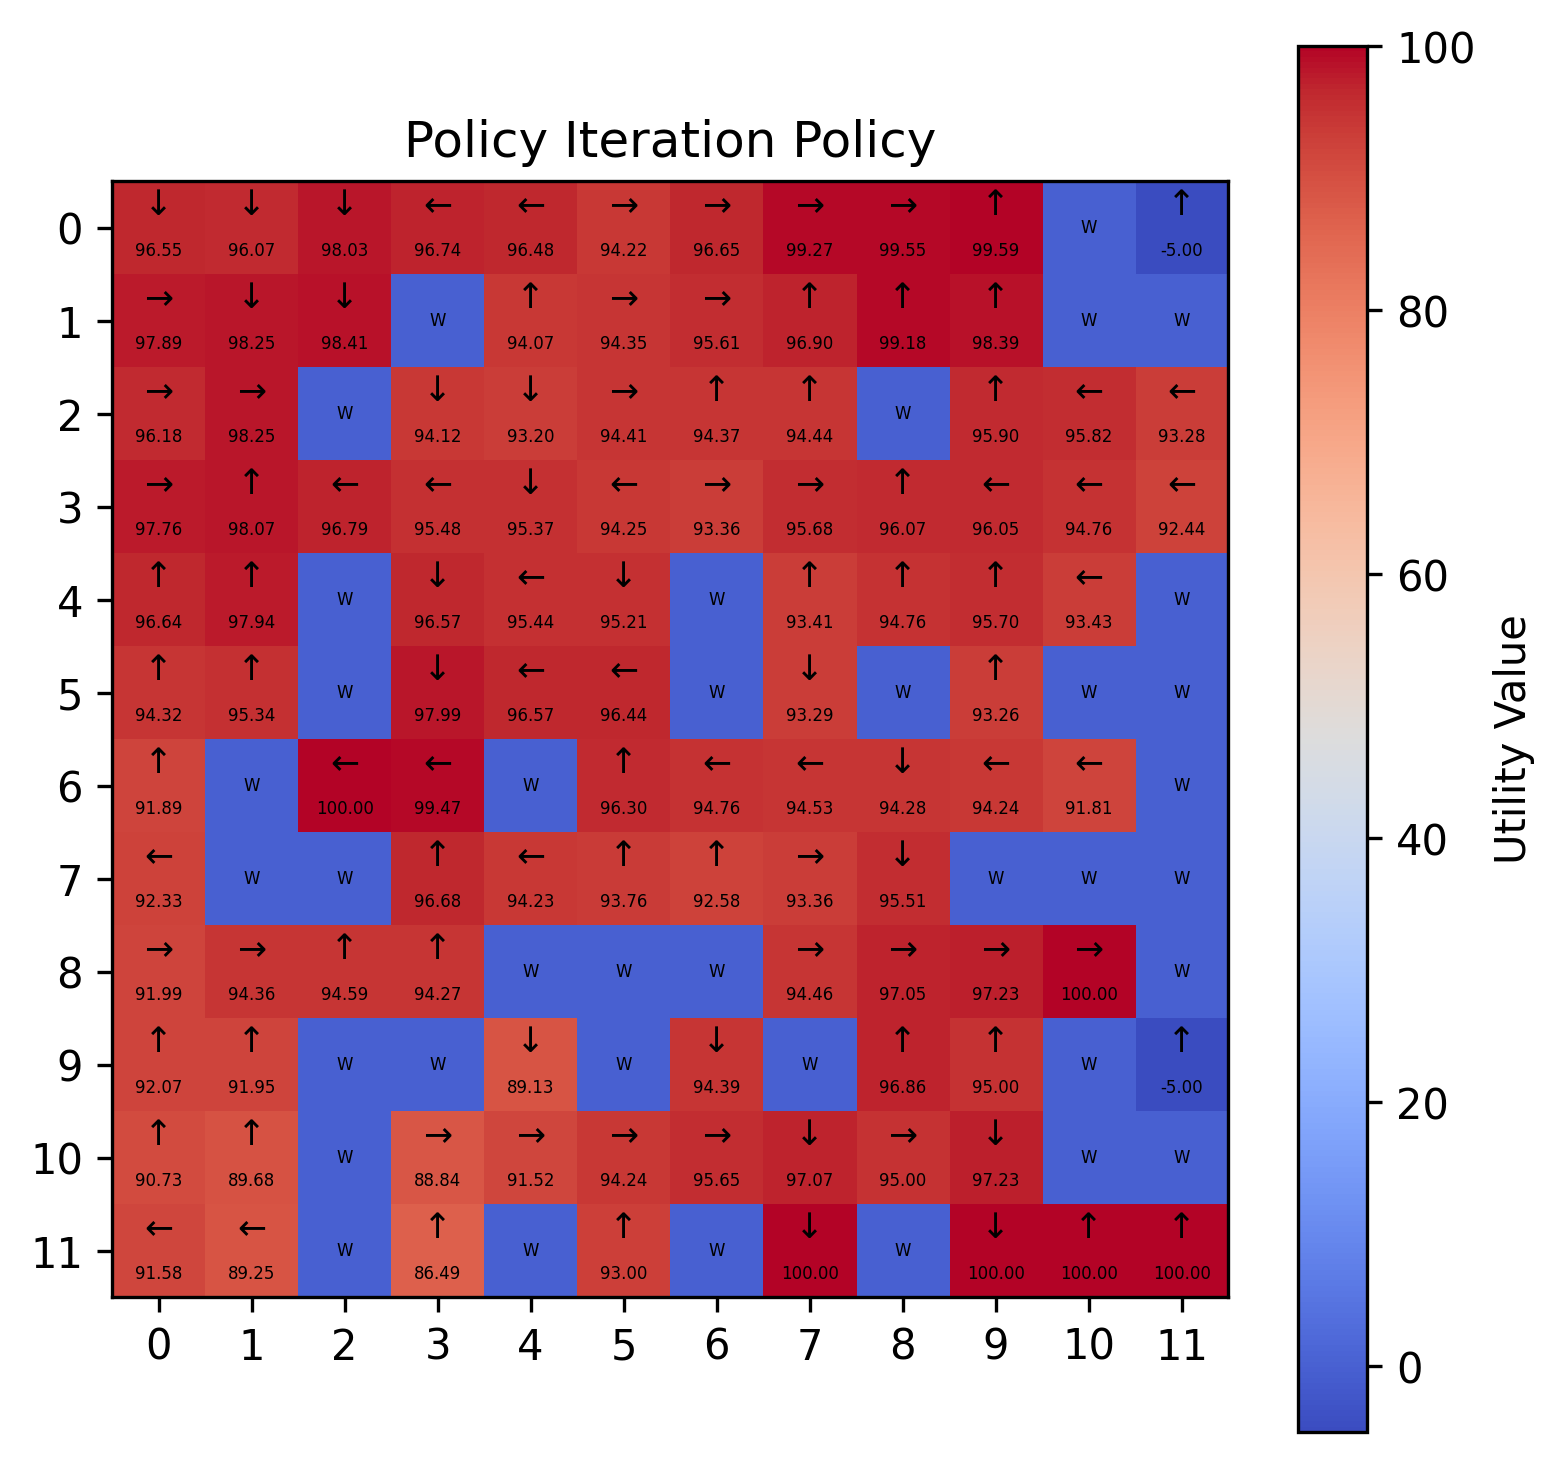 Policy Iteration Policy
100
80
60
40
20
0
Utility Value
0 ↓ ↓ ↓ ← ← → → → → ↑ W ↑
96.55 96.07 98.03 96.74 96.48 94.22 96.65 99.27 99.55 99.59 -5.00
1 → ↓ ↓ W ↑ → → ↑ ↑ ↑ W W
97.89 98.25 98.41 94.07 94.35 95.61 96.90 99.18 98.39
2 → → W ↓ ↓ → ↑ ↑ W ↑ ← ←
96.18 98.25 94.12 93.20 94.41 94.37 94.44 95.90 95.82 93.28
3 → ↑ ← ← ↓ ← → → ↑ ← ← ←
97.76 98.07 96.79 95.48 95.37 94.25 93.36 95.68 96.07 96.05 94.76 92.44
4 ↑ ↑ W ↓ ← ↓ W ↑ ↑ ↑ ← W
96.64 97.94 96.57 95.44 95.21 93.41 94.76 95.70 93.43
5 ↑ ↑ W ↓ ← ← W ↓ W ↑ W W
94.32 95.34 97.99 96.57 96.44 93.29 93.26
6 ↑ W ← ← W ↑ ← ← ↓ ← ← W
91.89 100.00 99.47 96.30 94.76 94.53 94.28 94.24 91.81
7 ← W W ↑ ← ↑ ↑ → ↓ W W W
92.33 96.68 94.23 93.76 92.58 93.36 95.51
8 → → ↑ ↑ W W W → → → → W
91.99 94.36 94.59 94.27 94.46 97.05 97.23 100.00
9 ↑ ↑ W W ↓ W ↓ W ↑ ↑ W ↑
92.07 91.95 89.13 94.39 96.86 95.00 -5.00
10 ↑ ↑ W → → → → ↓ → ↓ W W
90.73 89.68 88.84 91.52 94.24 95.65 97.07 95.00 97.23
11 ← ← W ↑ W ↑ W ↓ W ↓ ↑ ↑
91.58 89.25 86.49 93.00 100.00 100.00 100.00 100.00
0 1 2 3 4 5 6 7 8 9 10 11